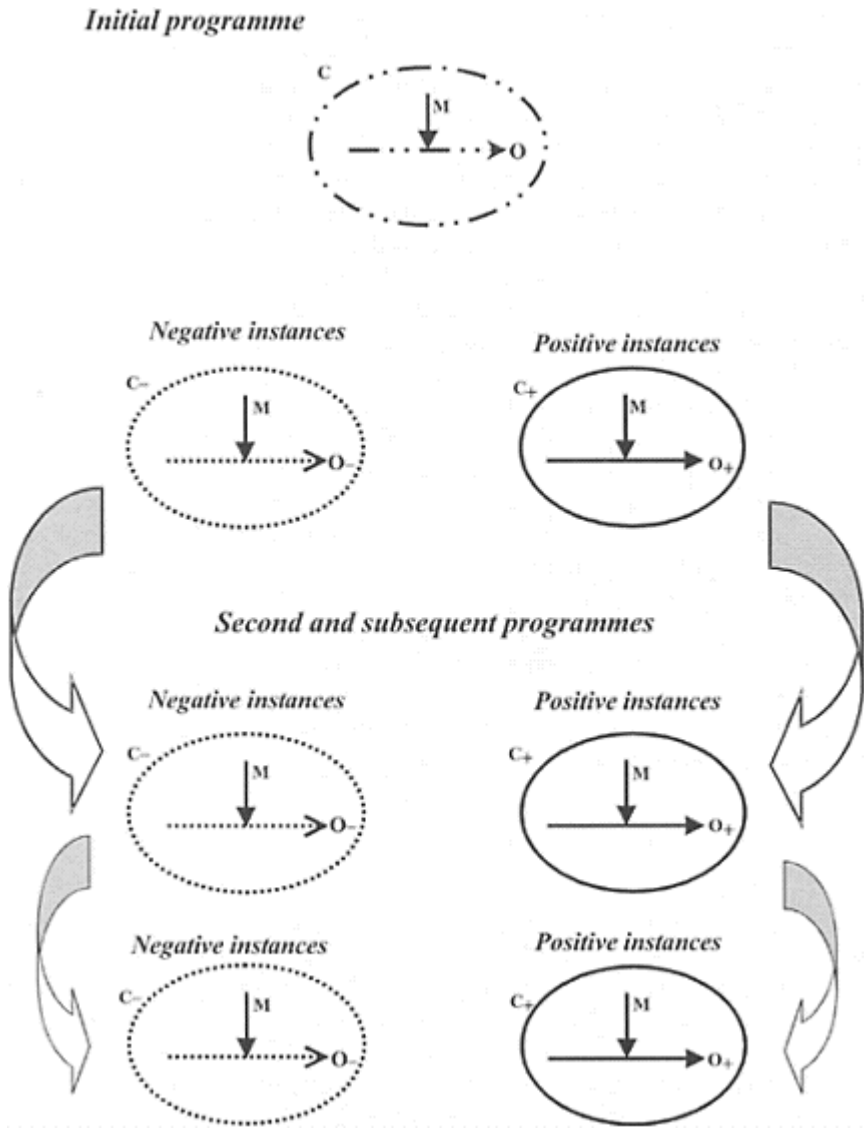 Initial programme
C
M
O
Negative instances
Positive instances
C−
C+
M
M
O−
O+
Second and subsequent programmes
Negative instances
Positive instances
C−
C+
M
M
O−
O+
Negative instances
Positive instances
C−
C+
M
M
O−
O+